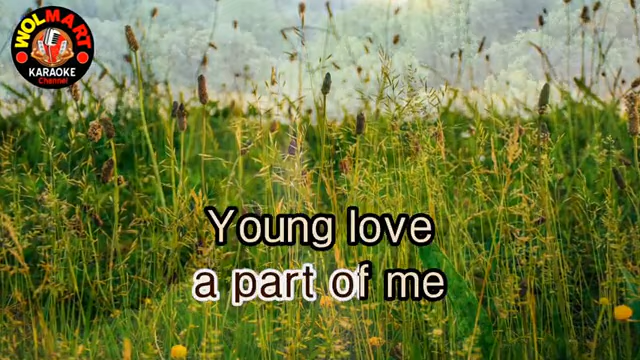 WOLMART
KARAOKE
Channel
Young love
a part of me